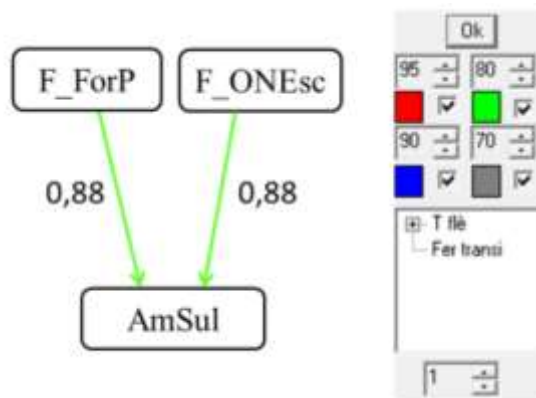 F_ForP
F_ONEsc
0,88
0,88
AmSul
Ok
95
80
90
70
T flè
Fer transi
1